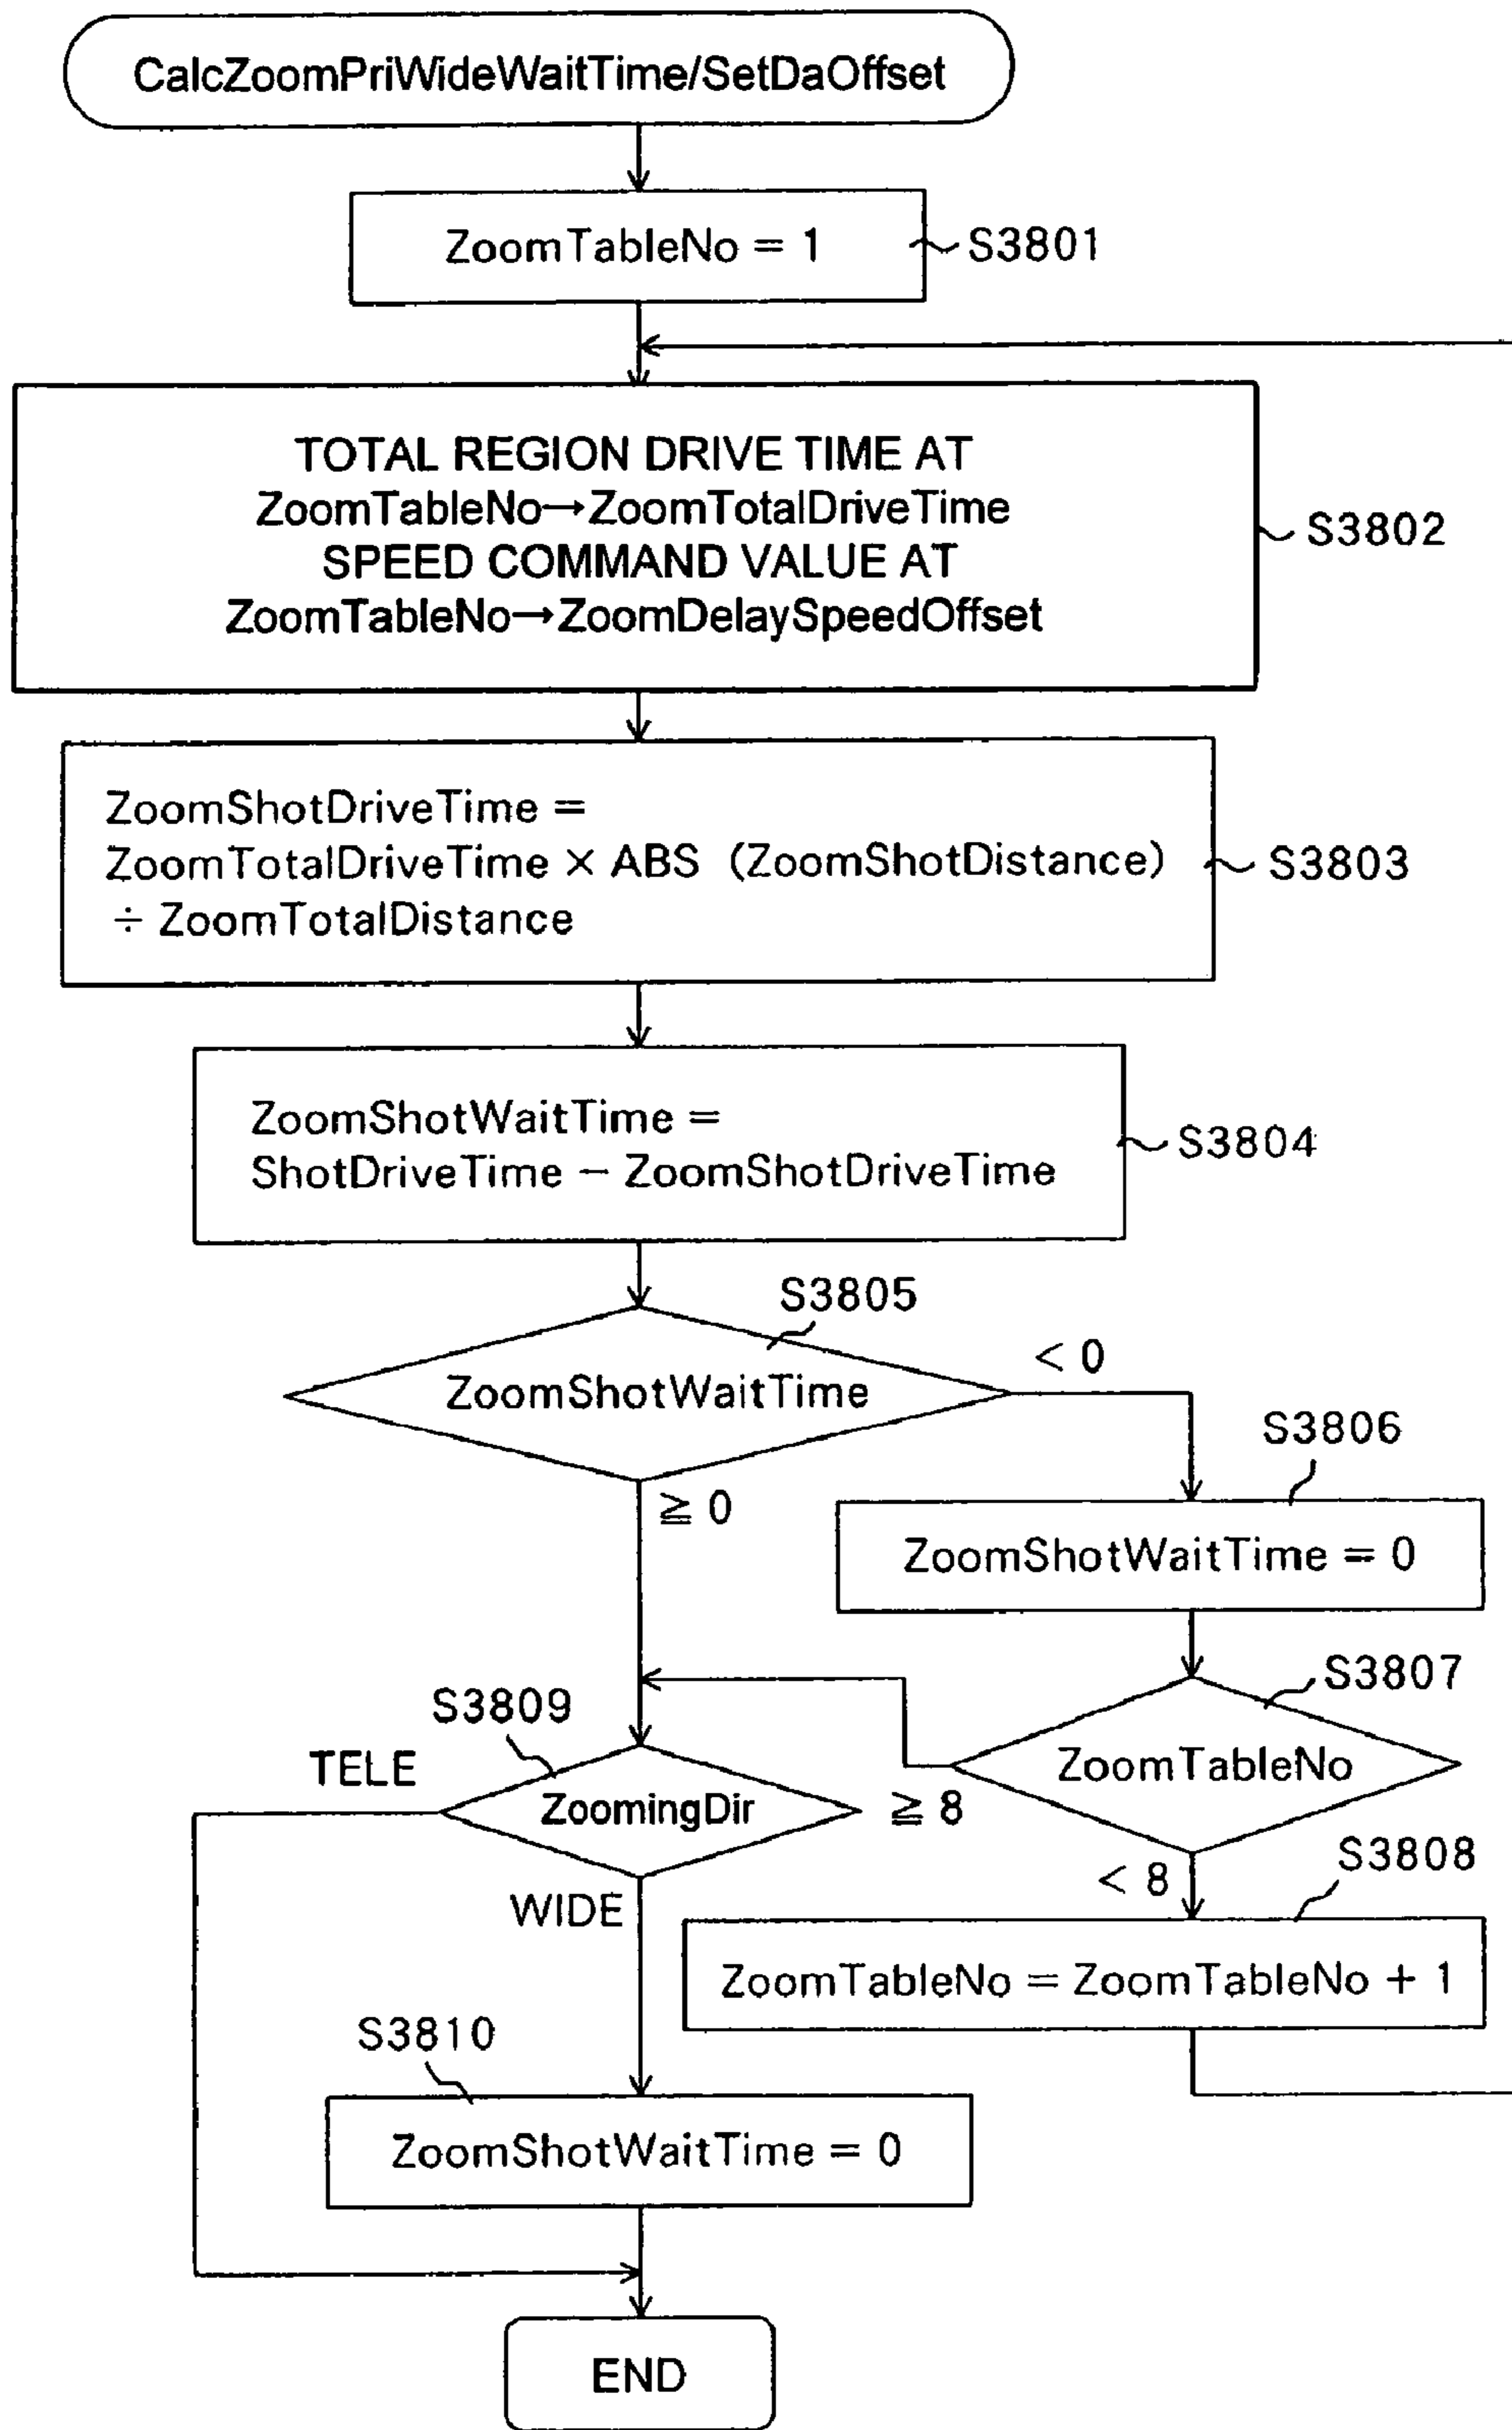 CalcZoomPriWideWaitTime/SetDaOffset
ZoomTableNo = 1
S3801
TOTAL REGION DRIVE TIME AT
ZoomTableNo→ZoomTotalDriveTime
SPEED COMMAND VALUE AT
ZoomTableNo→ZoomDelaySpeedOffset
S3802
ZoomShotDriveTime =
ZoomTotalDriveTime × ABS (ZoomShotDistance)
÷ ZoomTotalDistance
S3803
ZoomShotWaitTime =
ShotDriveTime − ZoomShotDriveTime
S3804
S3805
ZoomShotWaitTime
< 0
≧ 0
S3806
ZoomShotWaitTime = 0
S3807
ZoomTableNo
≧ 8
< 8
S3808
ZoomTableNo = ZoomTableNo + 1
S3809
TELE
ZoomingDir
WIDE
S3810
ZoomShotWaitTime = 0
END